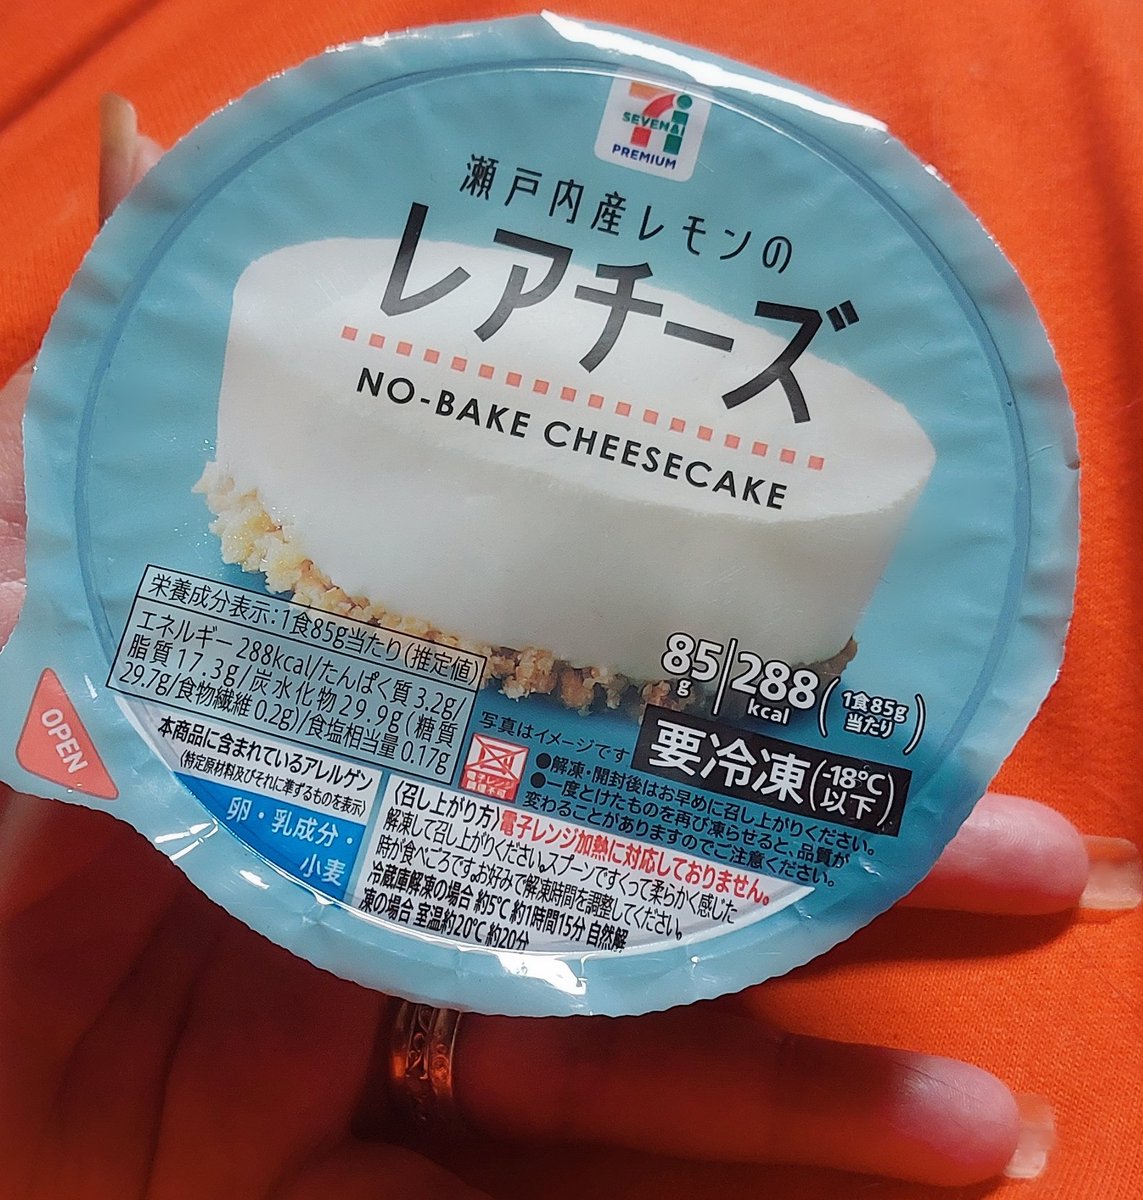 SEVEN&i
PREMIUM
瀬戸内産レモンの
レアチーズ
NO-BAKE CHEESECAKE
栄養成分表示:1食85g当たり(推定値)
エネルギー 288kcal/たんぱく質 3.2g/
脂質17.3g/炭水化物29.9g(糖質
29.7g/食物繊維 0.2g)/食塩相当量 0.17g
85g 288kcal (1食85g当たり)
要冷凍(-18℃以下)
写真はイメージです
電子レンジ
調理不可
●解凍・開封後はお早めに召し上がりください。
●一度とけたものを再び凍らせると、品質が
変わることがありますのでご注意ください。
OPEN
本商品に含まれているアレルゲン
(特定原材料及びそれに準ずるものを表示)
卵・乳成分・
小麦
〈召し上がり方〉電子レンジ加熱に対応しておりません。
解凍して召し上がりください。スプーンですくって柔らかく感じた
時が食べごろです。お好みで解凍時間を調整してください。
冷蔵庫解凍の場合 約5℃ 約1時間15分 自然解
凍の場合 室温約20℃ 約20分